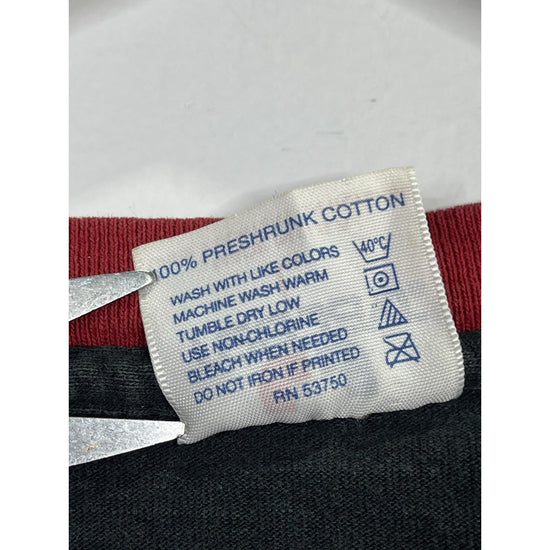 100% PRESHRUNK COTTON
WASH WITH LIKE COLORS
MACHINE WASH WARM
TUMBLE DRY LOW
USE NON-CHLORINE
BLEACH WHEN NEEDED
DO NOT IRON IF PRINTED
RN 53750
40°C